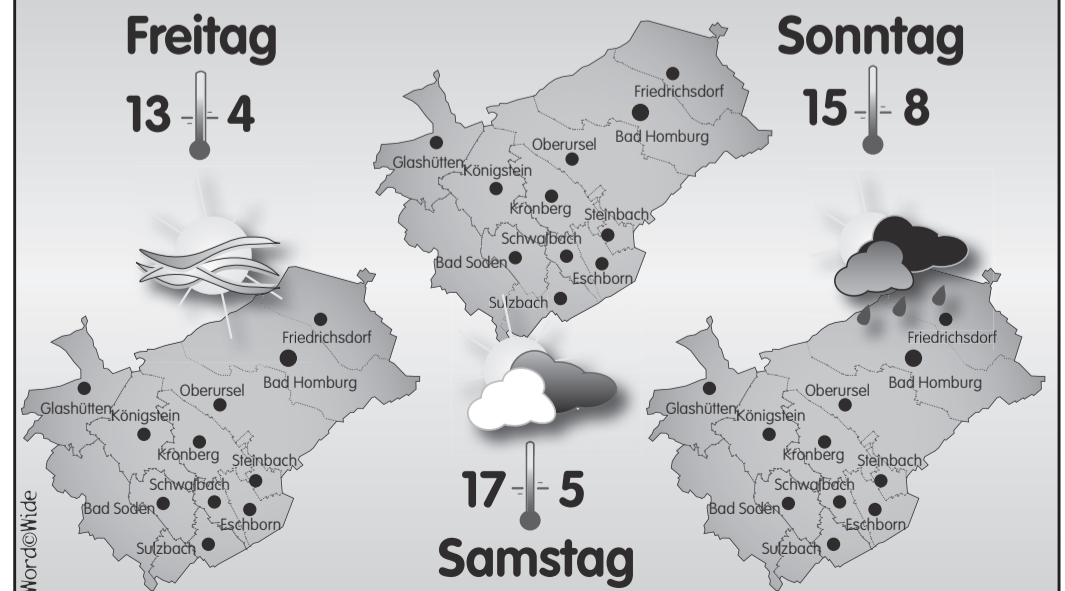 Freitag
13 4
Friedrichsdorf
Bad Homburg
Oberursel
Glashütten
Königstein
Kronberg
Steinbach
Schwalbach
Bad Soden
Eschborn
Sulzbach
Friedrichsdorf
Bad Homburg
Oberursel
Glashütten
Königstein
Kronberg
Steinbach
Schwalbach
Bad Soden
Eschborn
Sulzbach
17 5
Samstag
Sonntag
15 8
Friedrichsdorf
Bad Homburg
Oberursel
Glashütten
Königstein
Kronberg
Steinbach
Schwalbach
Bad Soden
Eschborn
Sulzbach
Word©Wide